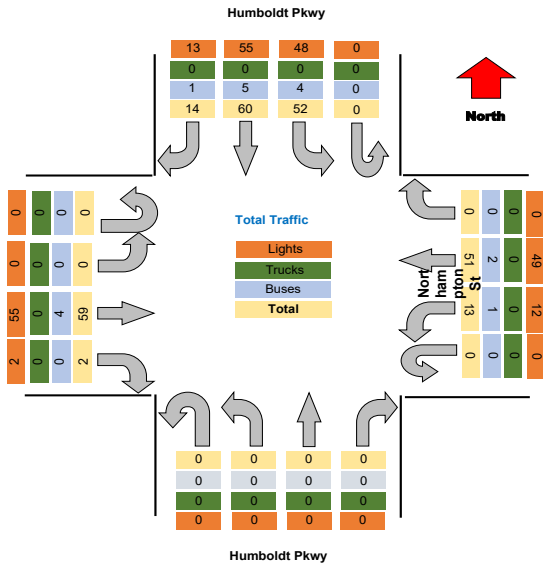 Humboldt Pkwy
13 55 48 0
0 0 0 0
1 5 4 0
14 60 52 0
North
0 0 0 0
0 0 0 0
55 0 4 59
2 0 0 2
Total Traffic
Lights
Trucks
Buses
Total
0 0 0 0
51 2 0 49
13 1 0 12
0 0 0 0
Nort
ham
pton
St
0 0 0 0
0 0 0 0
0 0 0 0
0 0 0 0
Humboldt Pkwy